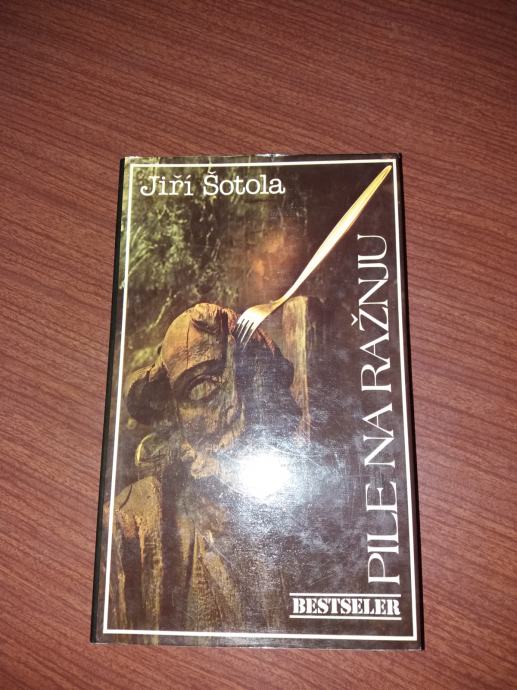 Jiří Šotola
PILE NA RAŽNJU
BESTSELER